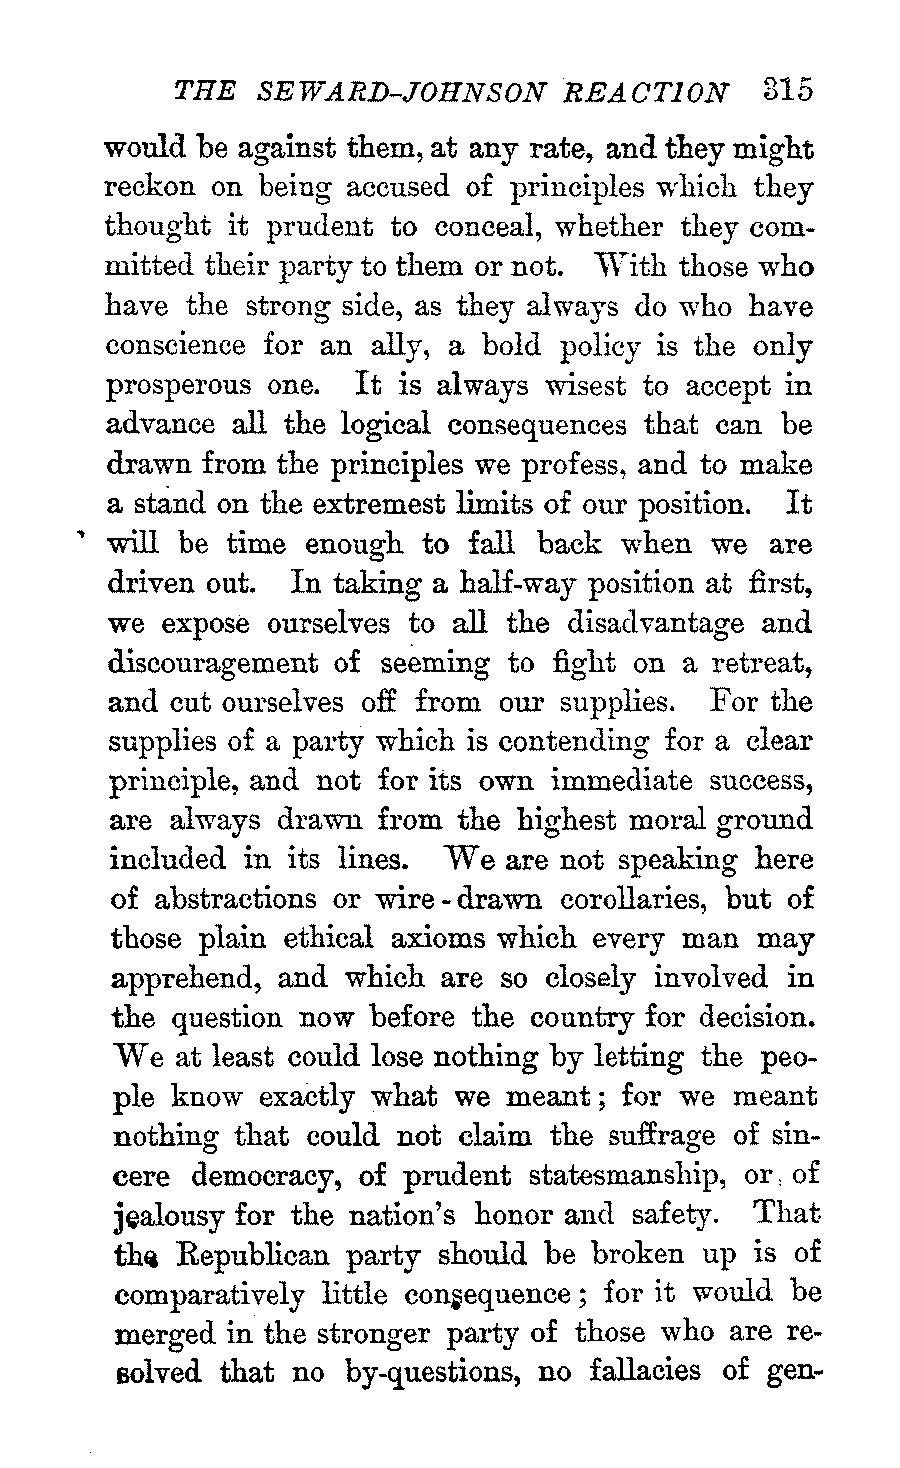 THE SEWARD-JOHNSON REACTION 315
would be against them, at any rate, and they might
reckon on being accused of principles which they
thought it prudent to conceal, whether they com-
mitted their party to them or not. With those who
have the strong side, as they always do who have
conscience for an ally, a bold policy is the only
prosperous one. It is always wisest to accept in
advance all the logical consequences that can be
drawn from the principles we profess, and to make
a stand on the extremest limits of our position. It
will be time enough to fall back when we are
driven out. In taking a half-way position at first,
we expose ourselves to all the disadvantage and
discouragement of seeming to fight on a retreat,
and cut ourselves off from our supplies. For the
supplies of a party which is contending for a clear
principle, and not for its own immediate success,
are always drawn from the highest moral ground
included in its lines. We are not speaking here
of abstractions or wire-drawn corollaries, but of
those plain ethical axioms which every man may
apprehend, and which are so closely involved in
the question now before the country for decision.
We at least could lose nothing by letting the peo-
ple know exactly what we meant; for we meant
nothing that could not claim the suffrage of sin-
cere democracy, of prudent statesmanship, or of
jealousy for the nation's honor and safety. That
the Republican party should be broken up is of
comparatively little consequence; for it would be
merged in the stronger party of those who are re-
solved that no by-questions, no fallacies of gen-